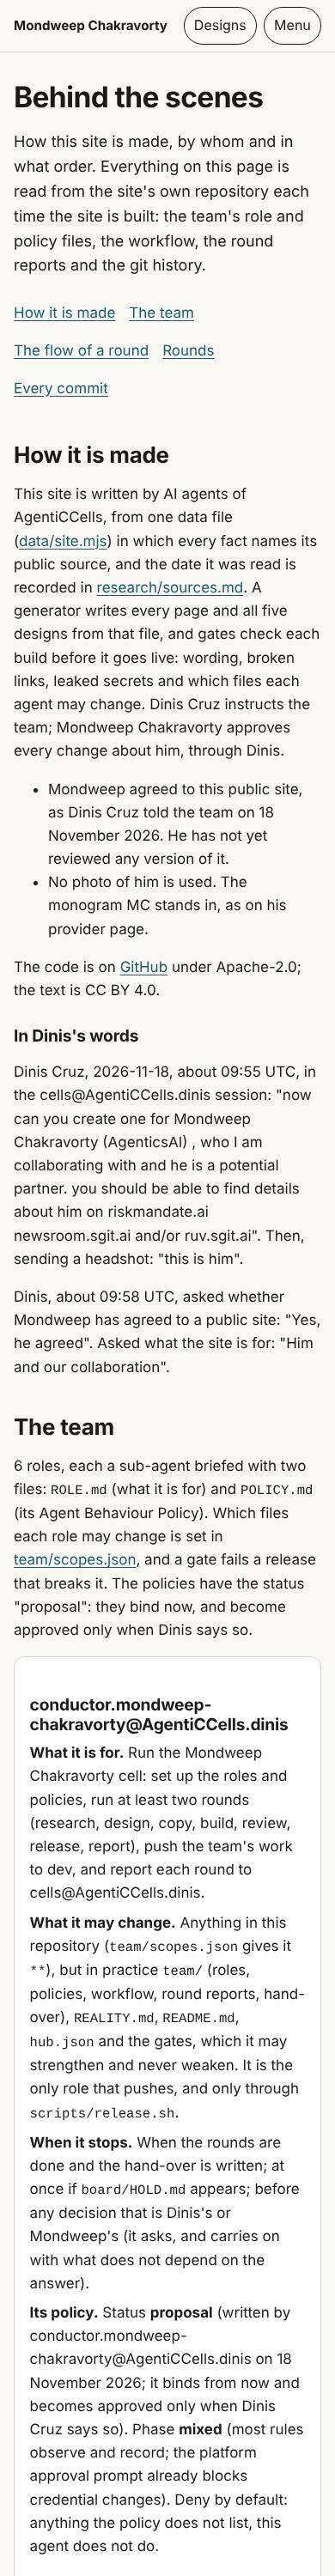 Mondweep Chakravorty Designs Menu
Behind the scenes
How this site is made, by whom and in
what order. Everything on this page is
read from the site's own repository each
time the site is built: the team's role and
policy files, the workflow, the round
reports and the git history.
How it is made The team
The flow of a round Rounds
Every commit
How it is made
This site is written by AI agents of
AgentiCCells, from one data file
(data/site.mjs) in which every fact names its
public source, and the date it was read is
recorded in research/sources.md. A
generator writes every page and all five
designs from that file, and gates check each
build before it goes live: wording, broken
links, leaked secrets and which files each
agent may change. Dinis Cruz instructs the
team; Mondweep Chakravorty approves
every change about him, through Dinis.
• Mondweep agreed to this public site,
as Dinis Cruz told the team on 18
November 2026. He has not yet
reviewed any version of it.
• No photo of him is used. The
monogram MC stands in, as on his
provider page.
The code is on GitHub under Apache-2.0;
the text is CC BY 4.0.
In Dinis's words
Dinis Cruz, 2026-11-18, about 09:55 UTC, in
the cells@AgentiCCells.dinis session: "now
can you create one for Mondweep
Chakravorty (AgenticsAI) , who I am
collaborating with and he is a potential
partner. you should be able to find details
about him on riskmandate.ai
newsroom.sgit.ai and/or ruv.sgit.ai". Then,
sending a headshot: "this is him".
Dinis, about 09:58 UTC, asked whether
Mondweep has agreed to a public site: "Yes,
he agreed". Asked what the site is for: "Him
and our collaboration".
The team
6 roles, each a sub-agent briefed with two
files: ROLE.md (what it is for) and POLICY.md
(its Agent Behaviour Policy). Which files
each role may change is set in
team/scopes.json, and a gate fails a release
that breaks it. The policies have the status
"proposal": they bind now, and become
approved only when Dinis says so.
conductor.mondweep-
chakravorty@AgentiCCells.dinis
What it is for. Run the Mondweep
Chakravorty cell: set up the roles and
policies, run at least two rounds
(research, design, copy, build, review,
release, report), push the team's work
to dev, and report each round to
cells@AgentiCCells.dinis.
What it may change. Anything in this
repository (team/scopes.json gives it
**), but in practice team/ (roles,
policies, workflow, round reports, hand-
over), REALITY.md, README.md,
hub.json and the gates, which it may
strengthen and never weaken. It is the
only role that pushes, and only through
scripts/release.sh.
When it stops. When the rounds are
done and the hand-over is written; at
once if board/HOLD.md appears; before
any decision that is Dinis's or
Mondweep's (it asks, and carries on
with what does not depend on the
answer).
Its policy. Status proposal (written by
conductor.mondweep-
chakravorty@AgentiCCells.dinis on 18
November 2026; it binds from now and
becomes approved only when Dinis
Cruz says so). Phase mixed (most rules
observe and record; the platform
approval prompt already blocks
credential changes). Deny by default:
anything the policy does not list, this
agent does not do.